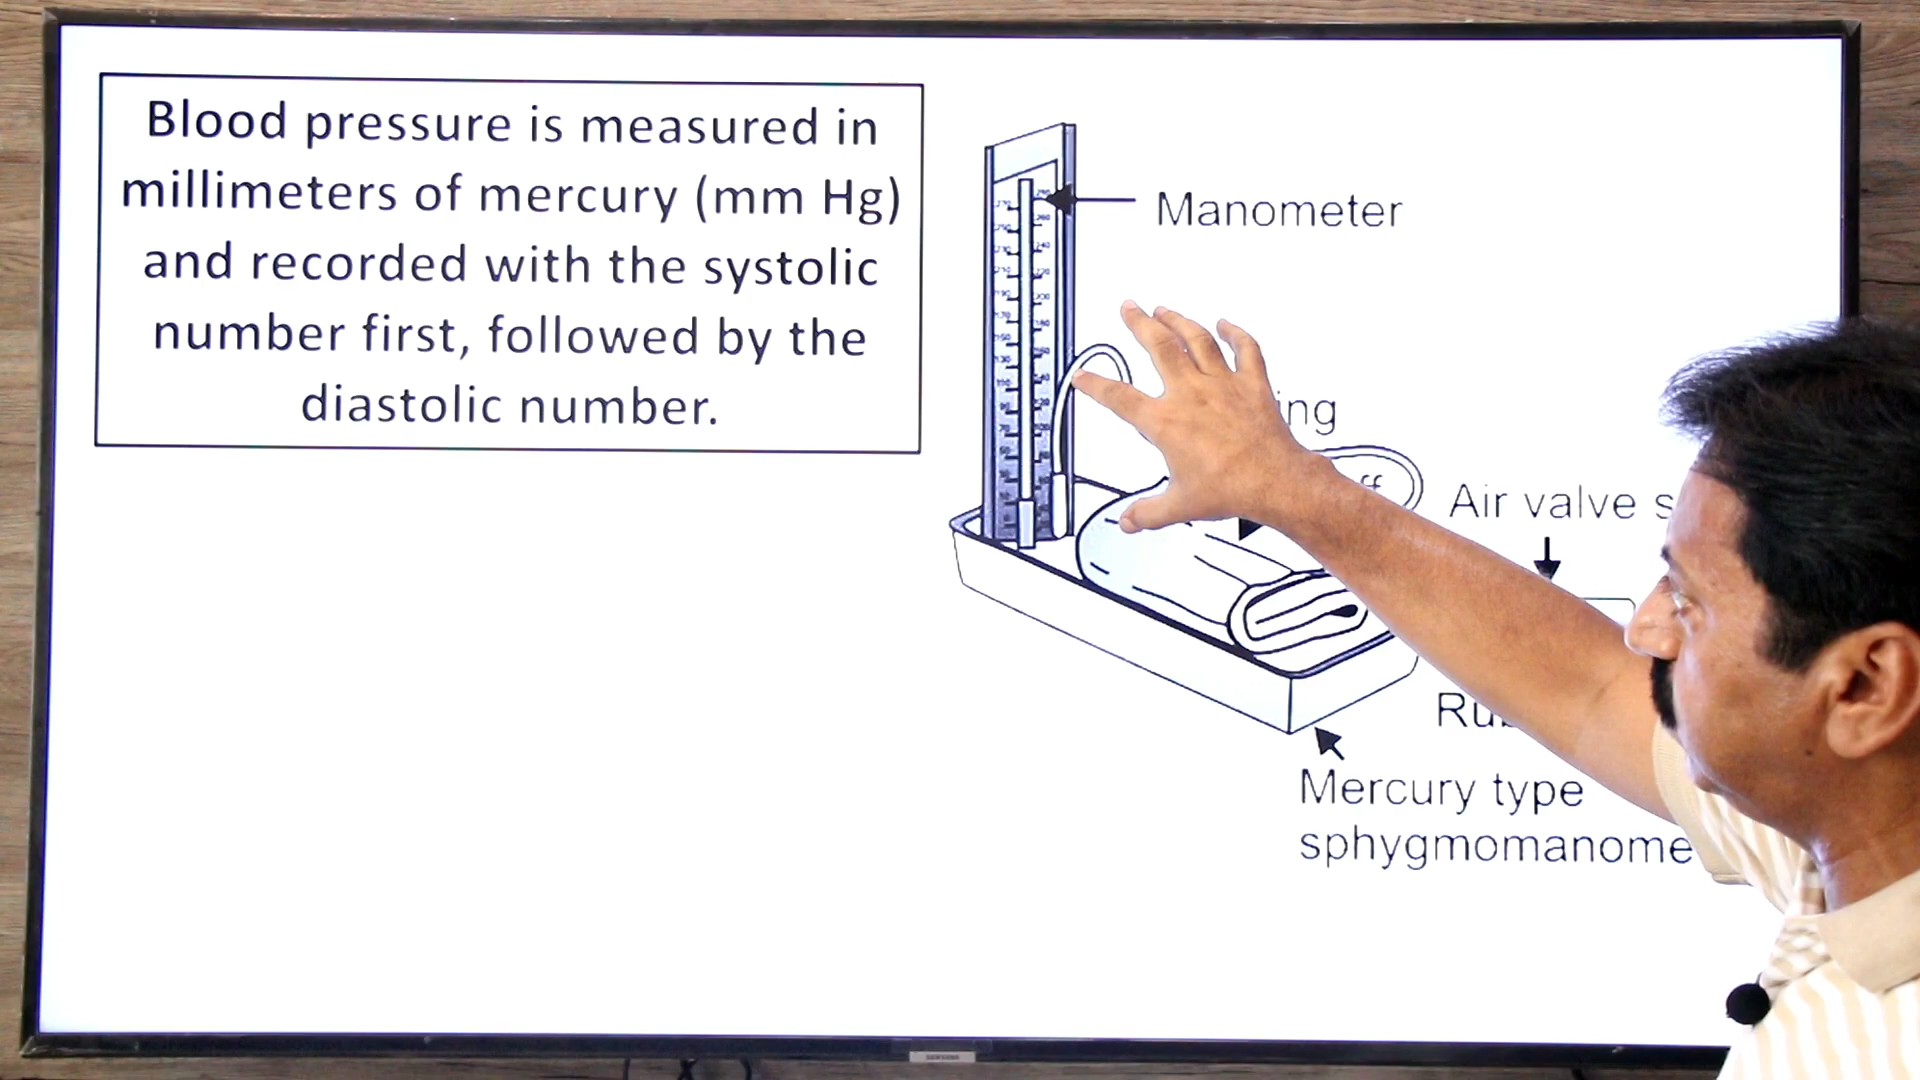 Blood pressure is measured in
millimeters of mercury (mm Hg)
and recorded with the systolic
number first, followed by the
diastolic number.
Manometer
Air valve
Mercury type
SAMSUNG